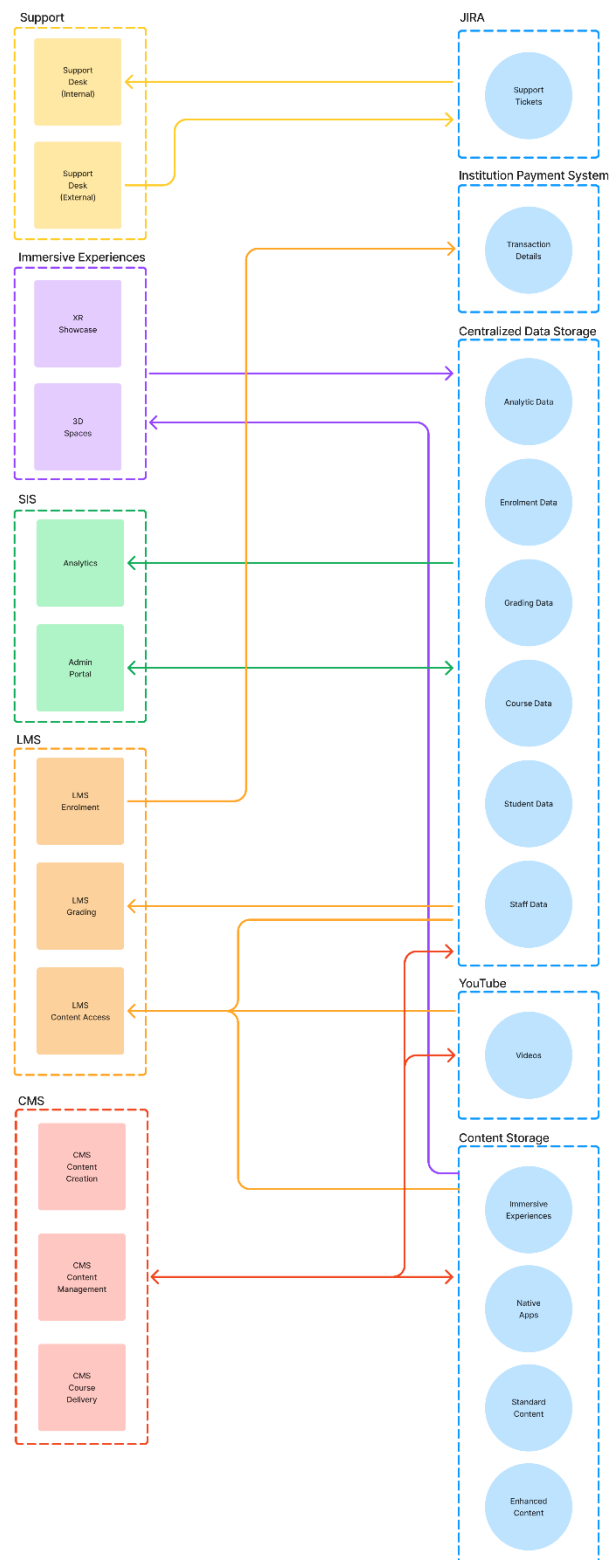 Support
Support
Desk
(Internal)
Support
Desk
(External)
Immersive Experiences
XR
Showcase
3D
Spaces
SIS
Analytics
Admin
Portal
LMS
LMS
Enrolment
LMS
Grading
LMS
Content Access
CMS
CMS
Content
Creation
CMS
Content
Management
CMS
Course
Delivery
JIRA
Support
Tickets
Institution Payment System
Transaction
Details
Centralized Data Storage
Analytic Data
Enrolment Data
Grading Data
Course Data
Student Data
Staff Data
YouTube
Videos
Content Storage
Immersive
Experiences
Native
Apps
Standard
Content
Enhanced
Content